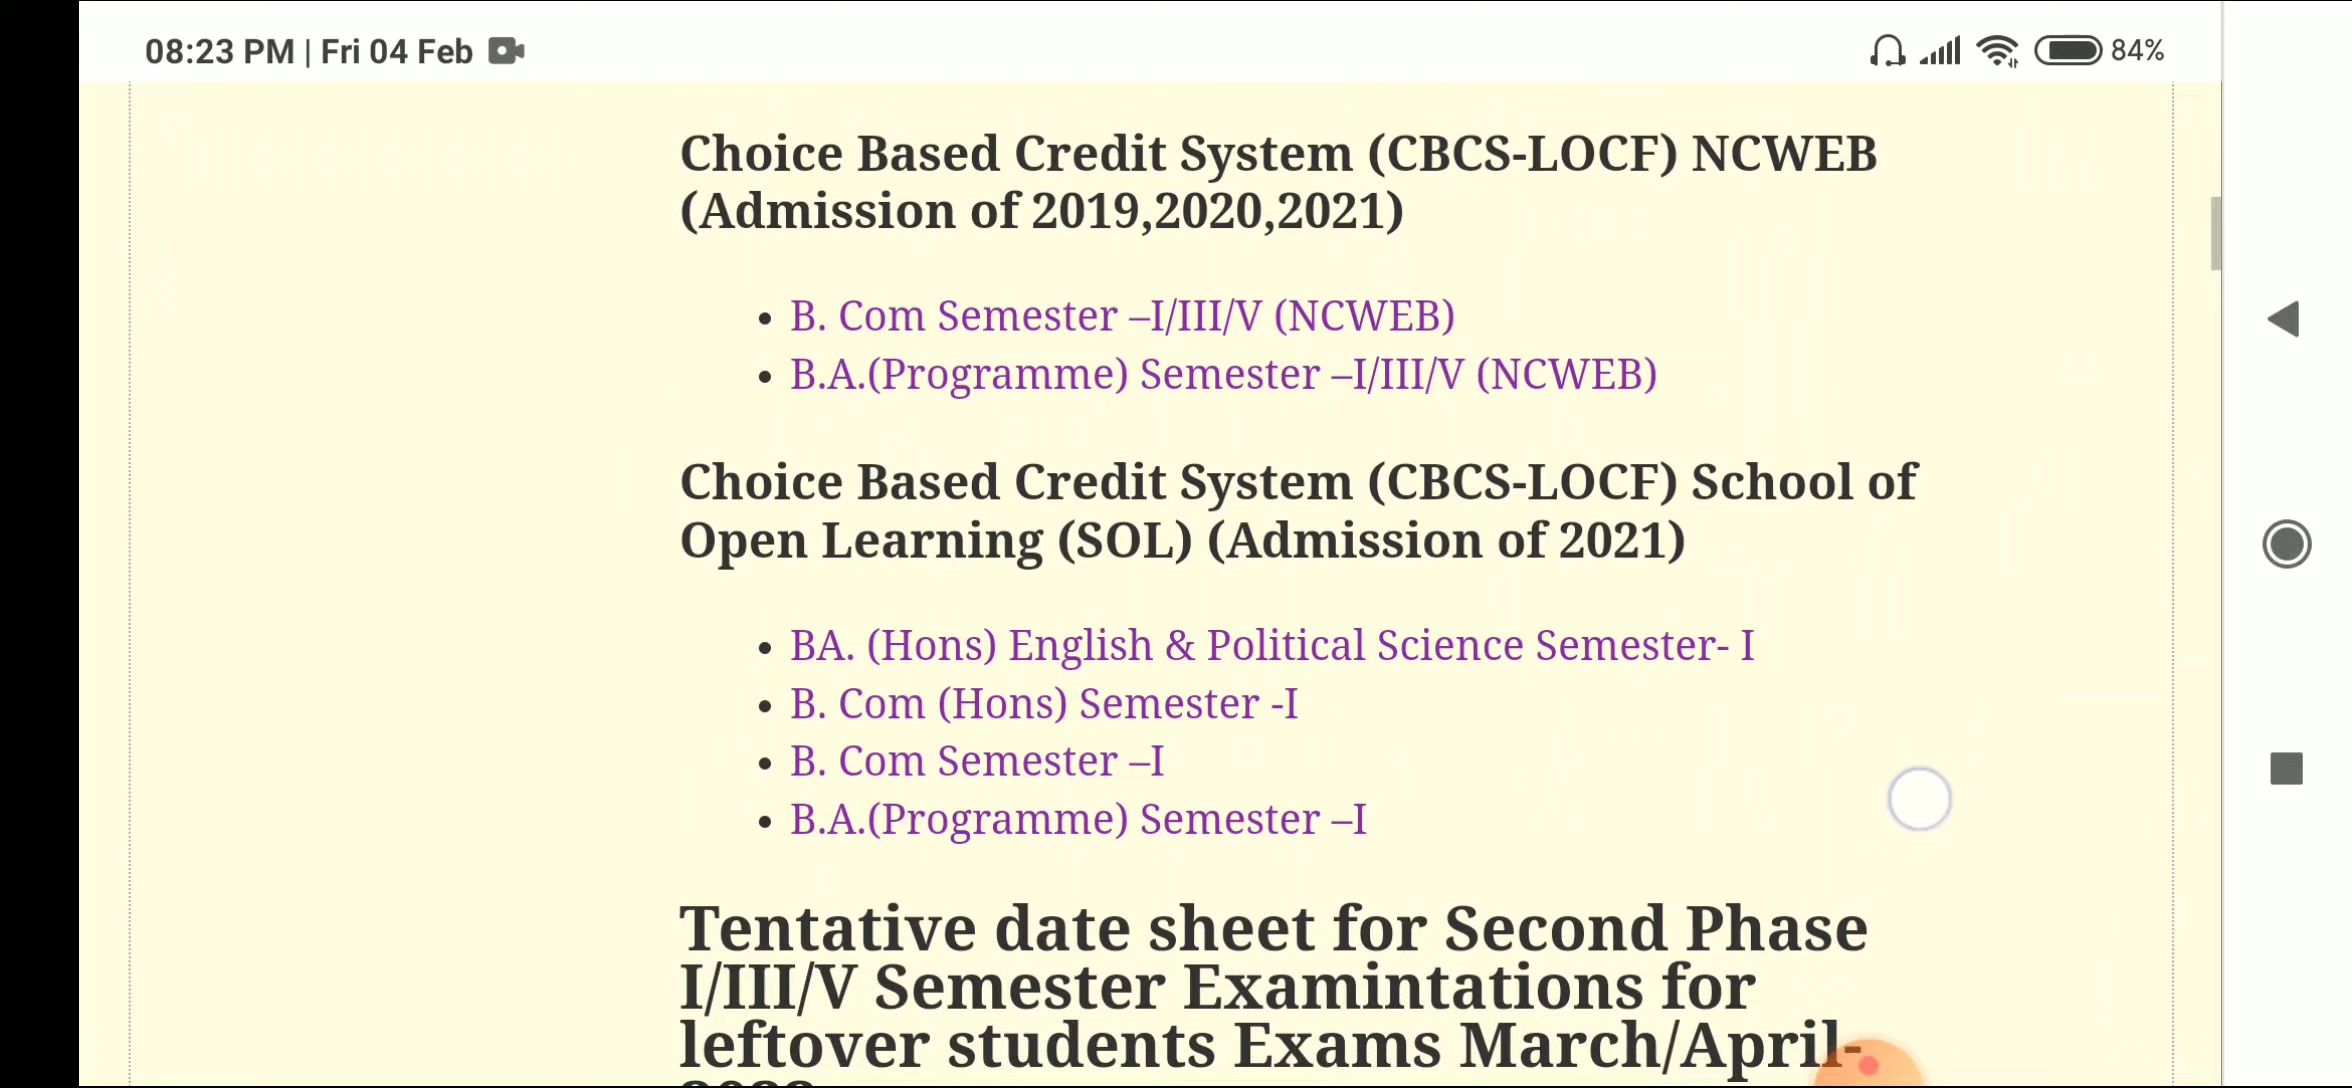 08:23 PM | Fri 04 Feb
84%
Choice Based Credit System (CBCS-LOCF) NCWEB
(Admission of 2019,2020,2021)
• B. Com Semester –I/III/V (NCWEB)
• B.A.(Programme) Semester –I/III/V (NCWEB)
Choice Based Credit System (CBCS-LOCF) School of
Open Learning (SOL) (Admission of 2021)
• BA. (Hons) English & Political Science Semester- I
• B. Com (Hons) Semester -I
• B. Com Semester –I
• B.A.(Programme) Semester –I
Tentative date sheet for Second Phase
I/III/V Semester Examintations for
leftover students Exams March/April-